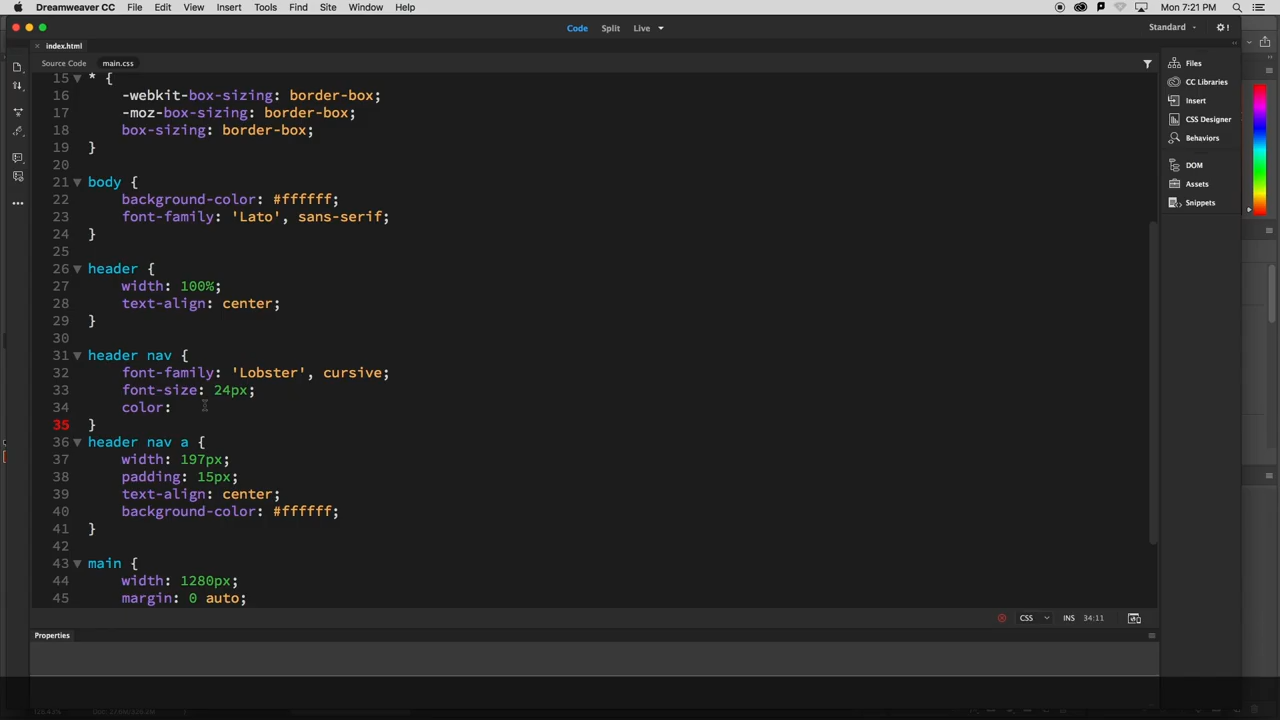 Dreamweaver CC File Edit View Insert Tools Find Site Window Help Mon 7:21 PM
Code Split Live Standard
index.html
Source Code main.css
15 * {
16 -webkit-box-sizing: border-box;
17 -moz-box-sizing: border-box;
18 box-sizing: border-box;
19 }
20
21 body {
22 background-color: #ffffff;
23 font-family: 'Lato', sans-serif;
24 }
25
26 header {
27 width: 100%;
28 text-align: center;
29 }
30
31 header nav {
32 font-family: 'Lobster', cursive;
33 font-size: 24px;
34 color:
35 }
36 header nav a {
37 width: 197px;
38 padding: 15px;
39 text-align: center;
40 background-color: #ffffff;
41 }
42
43 main {
44 width: 1280px;
45 margin: 0 auto;
Files
CC Libraries
Insert
CSS Designer
Behaviors
DOM
Assets
Snippets
CSS INS 34:11
Properties